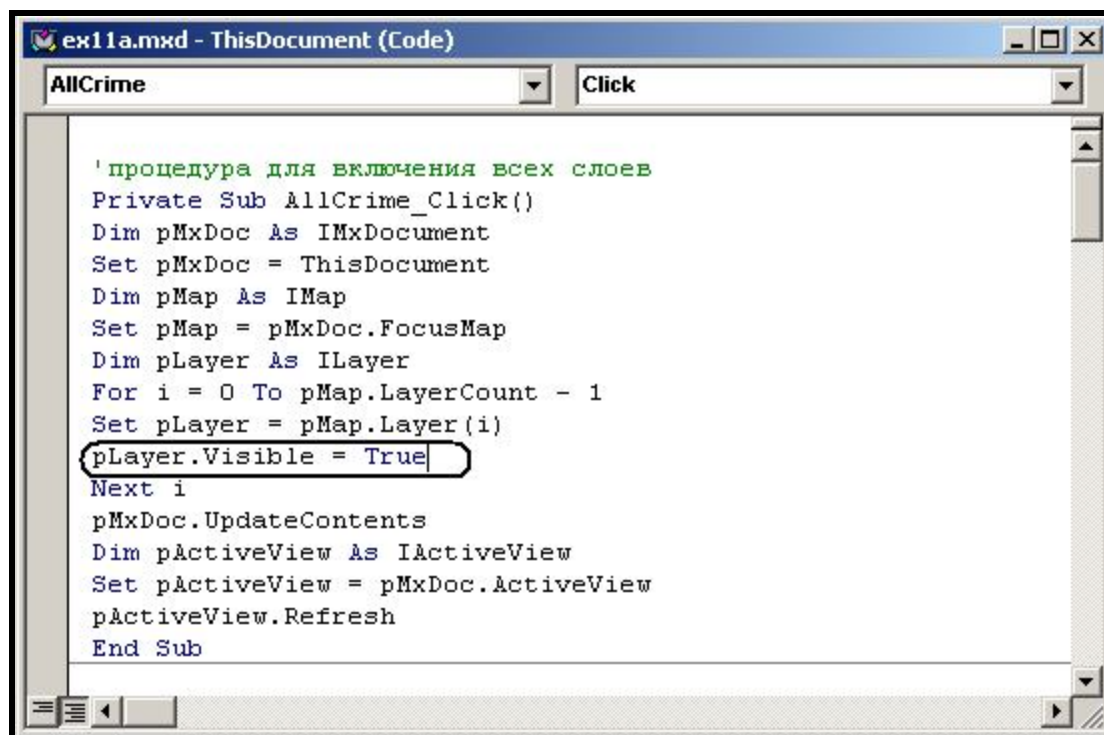 ex11a.mxd - ThisDocument (Code)
AllCrime Click
'процедура для включения всех слоев
Private Sub AllCrime_Click()
Dim pMxDoc As IMxDocument
Set pMxDoc = ThisDocument
Dim pMap As IMap
Set pMap = pMxDoc.FocusMap
Dim pLayer As ILayer
For i = 0 To pMap.LayerCount - 1
Set pLayer = pMap.Layer(i)
pLayer.Visible = True
Next i
pMxDoc.UpdateContents
Dim pActiveView As IActiveView
Set pActiveView = pMxDoc.ActiveView
pActiveView.Refresh
End Sub